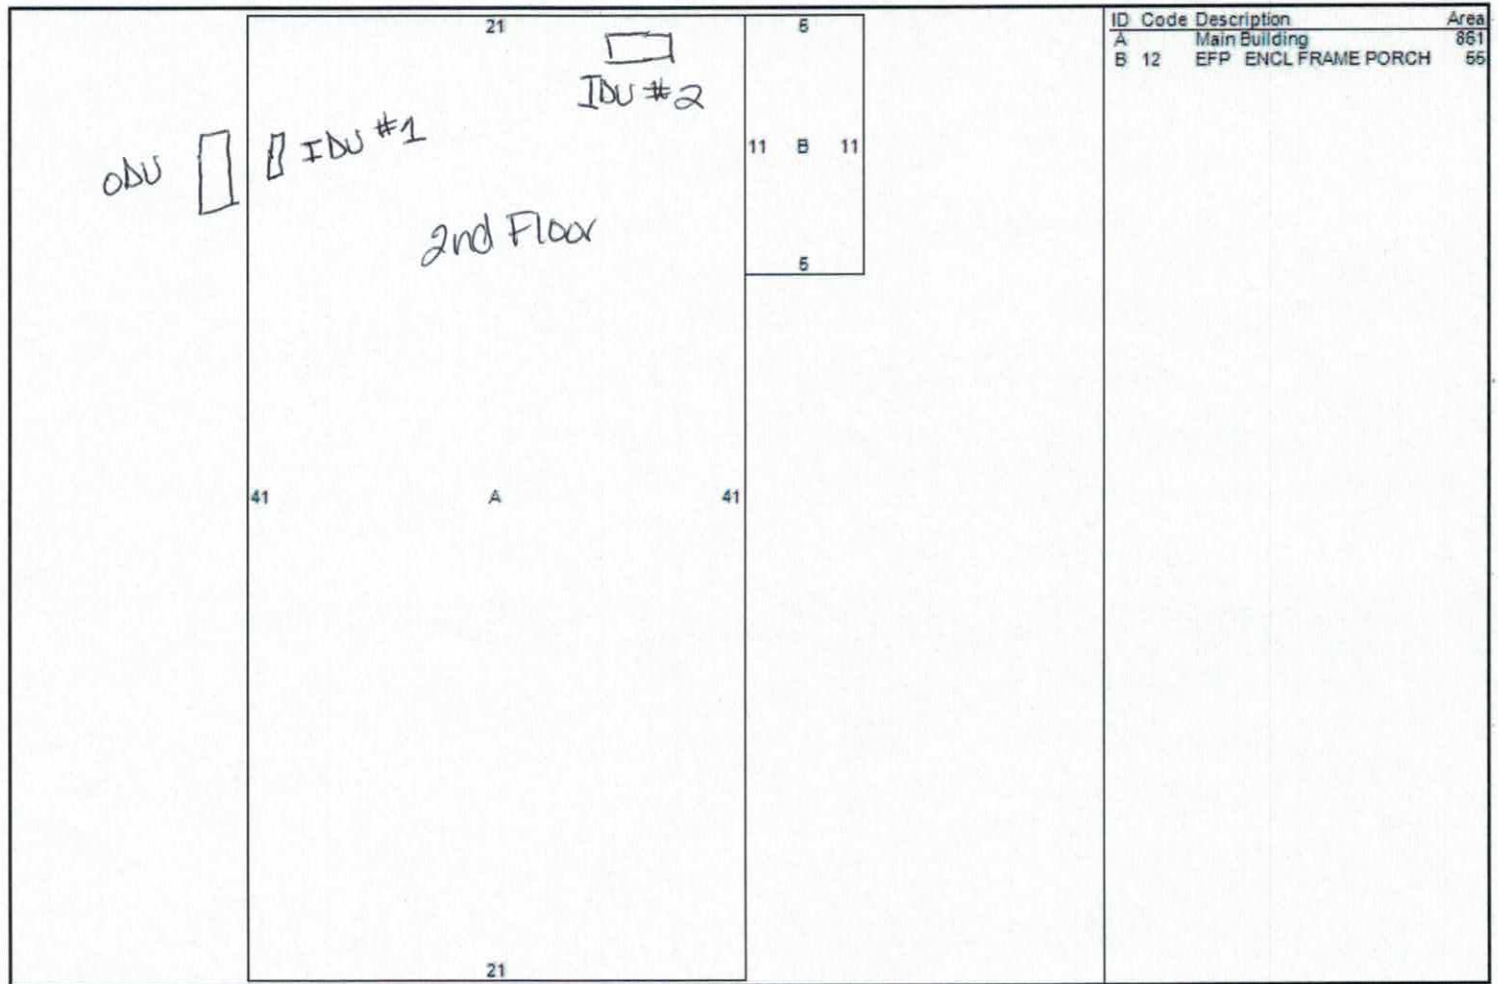 21
5
ID Code Description Area
A Main Building 861
B 12 EFP ENCL FRAME PORCH 55
IDU #2
ODU
IDU #1
11 B 11
2nd Floor
5
41 A 41
21